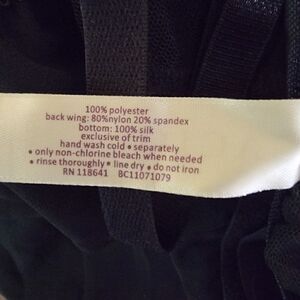 100% polyester
back wing: 80%nylon 20% spandex
bottom: 100% silk
exclusive of trim
hand wash cold • separately
• only non-chlorine bleach when needed
• rinse thoroughly • line dry • do not iron
RN 118641 BC11071079